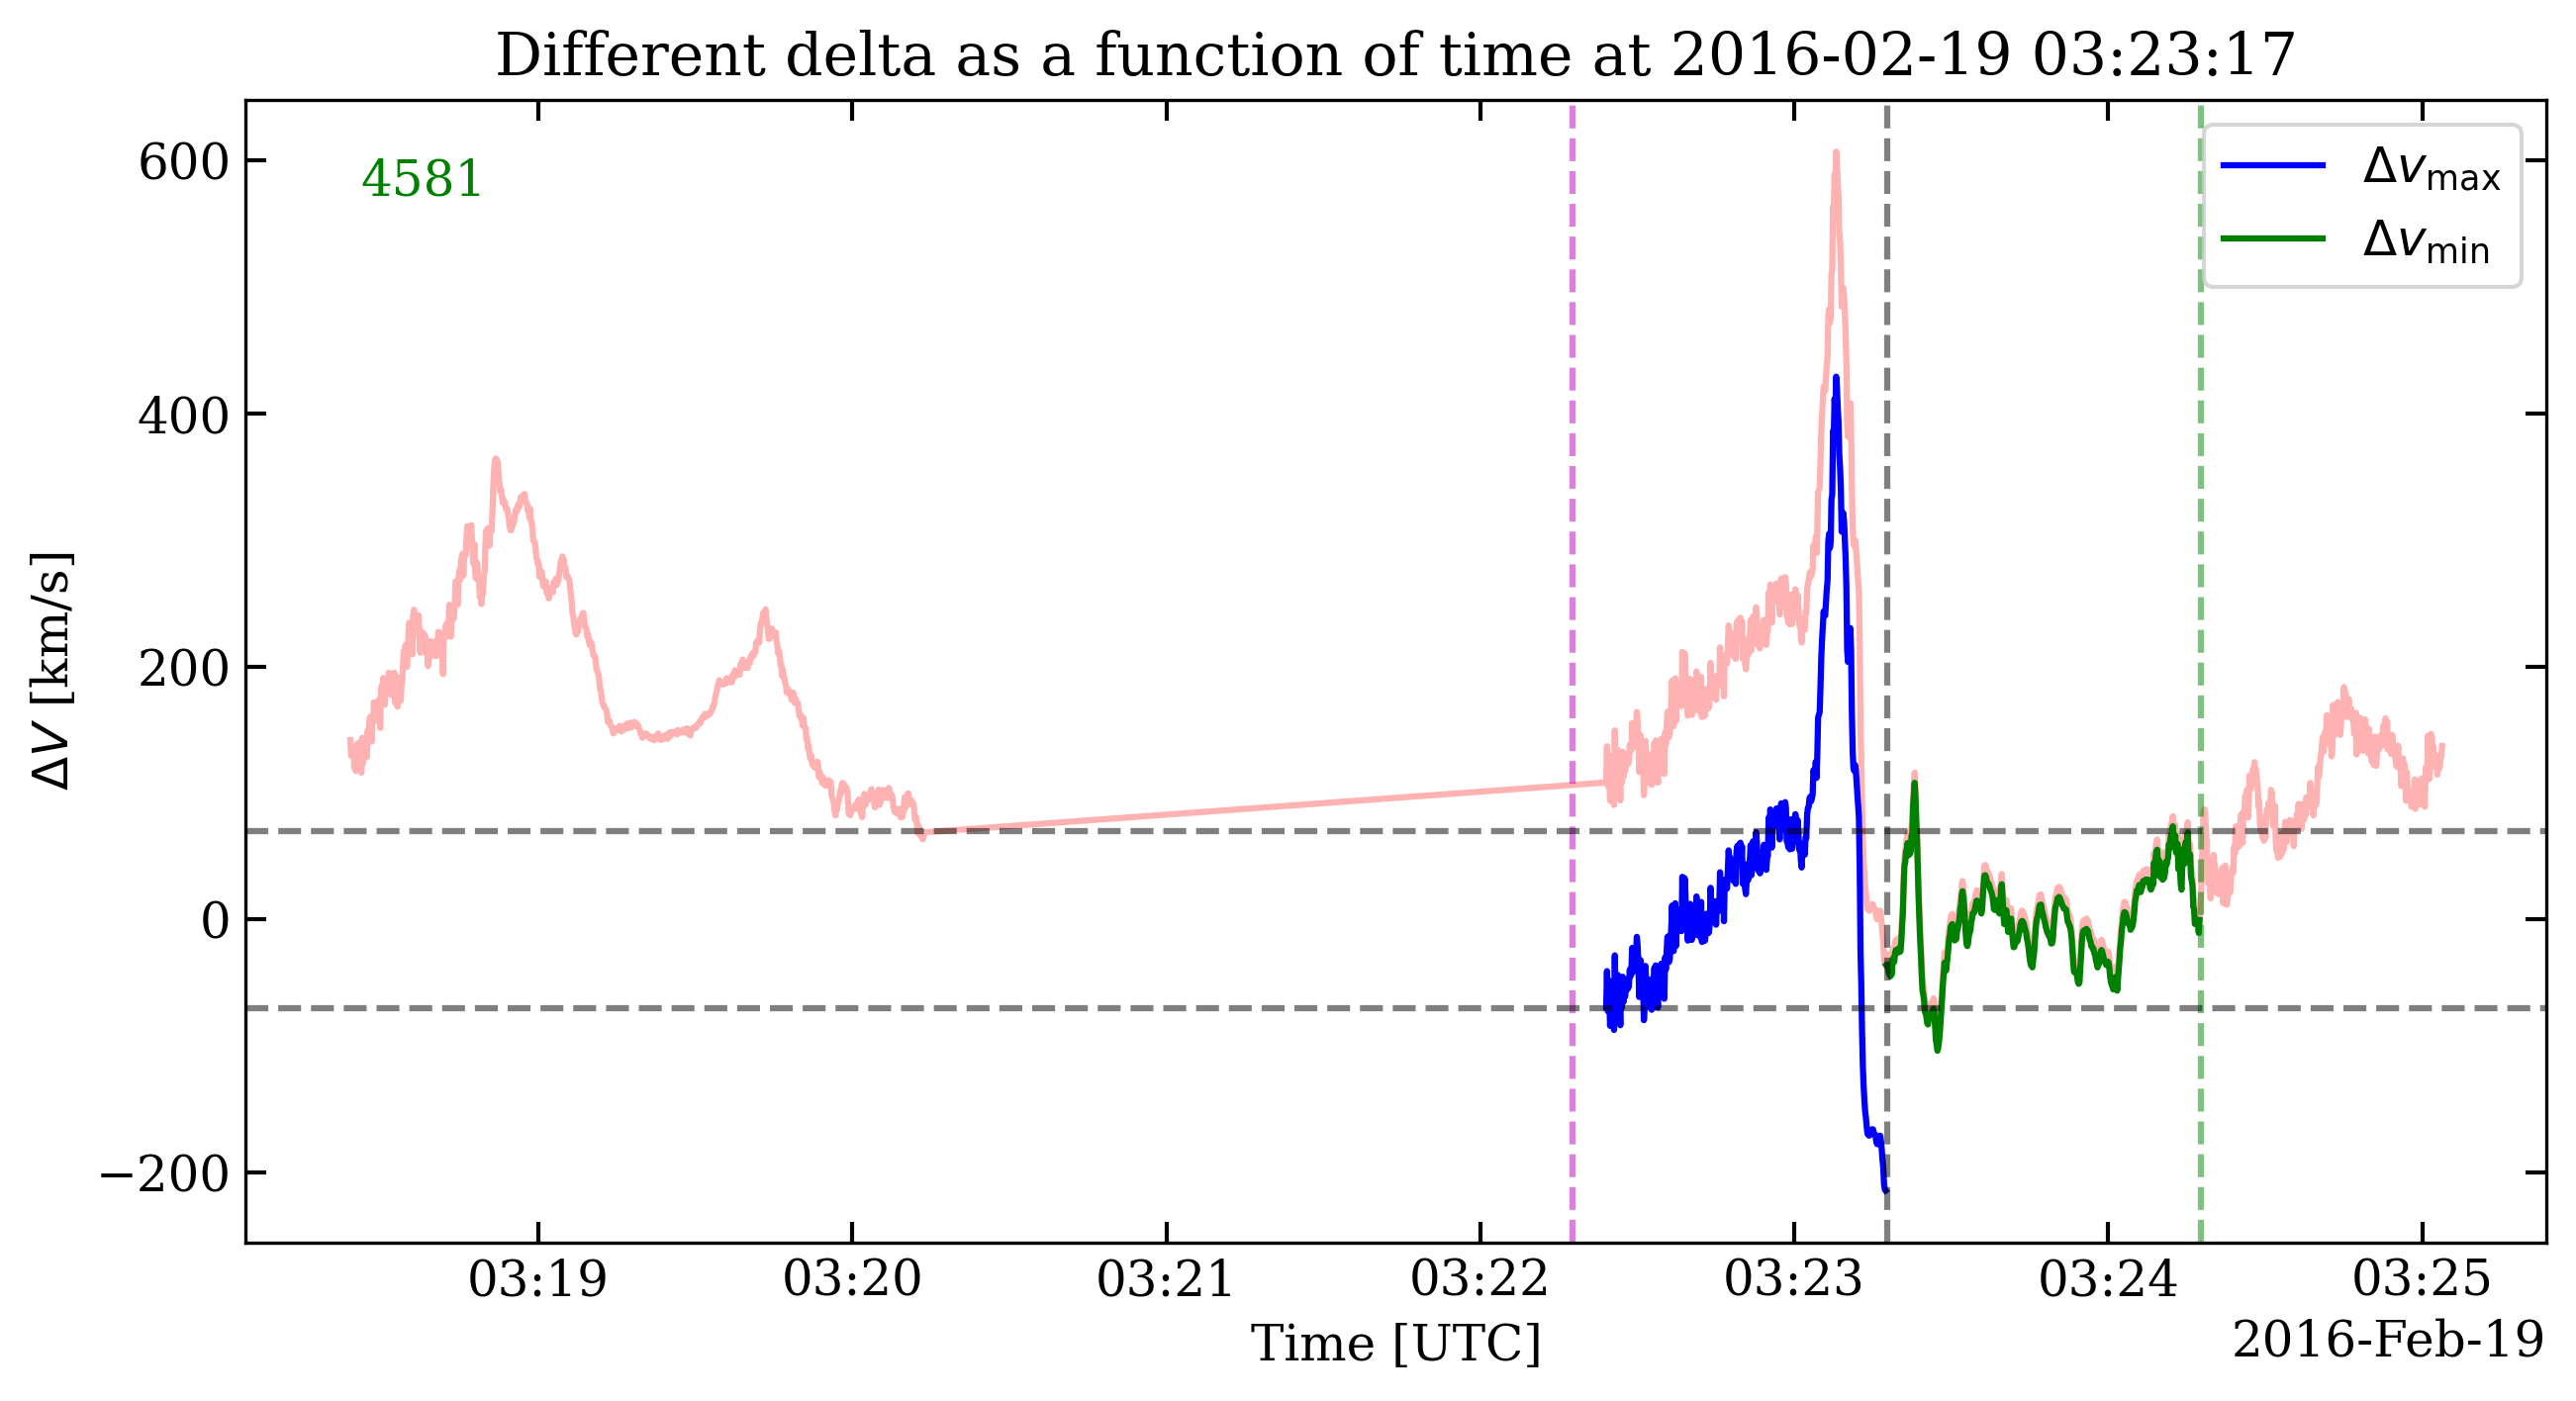 Different delta as a function of time at 2016-02-19 03:23:17
4581
Δv_max
Δv_min
600
400
200
0
−200
ΔV [km/s]
03:19 03:20 03:21 03:22 03:23 03:24 03:25
Time [UTC]
2016-Feb-19